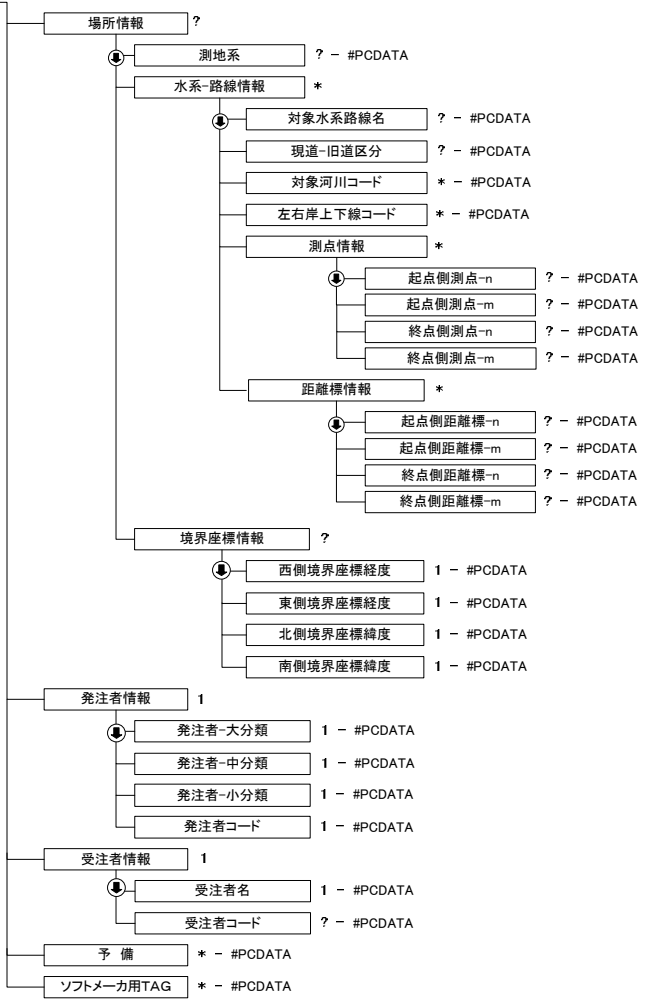 場所情報 ?
測地系 ? − #PCDATA
水系-路線情報 *
対象水系路線名 ? − #PCDATA
現道-旧道区分 ? − #PCDATA
対象河川コード * − #PCDATA
左右岸上下線コード * − #PCDATA
測点情報 *
起点側測点-n ? − #PCDATA
起点側測点-m ? − #PCDATA
終点側測点-n ? − #PCDATA
終点側測点-m ? − #PCDATA
距離標情報 *
起点側距離標-n ? − #PCDATA
起点側距離標-m ? − #PCDATA
終点側距離標-n ? − #PCDATA
終点側距離標-m ? − #PCDATA
境界座標情報 ?
西側境界座標経度 1 − #PCDATA
東側境界座標経度 1 − #PCDATA
北側境界座標緯度 1 − #PCDATA
南側境界座標緯度 1 − #PCDATA
発注者情報 1
発注者-大分類 1 − #PCDATA
発注者-中分類 1 − #PCDATA
発注者-小分類 1 − #PCDATA
発注者コード 1 − #PCDATA
受注者情報 1
受注者名 1 − #PCDATA
受注者コード ? − #PCDATA
予 備 * − #PCDATA
ソフトメーカ用TAG * − #PCDATA